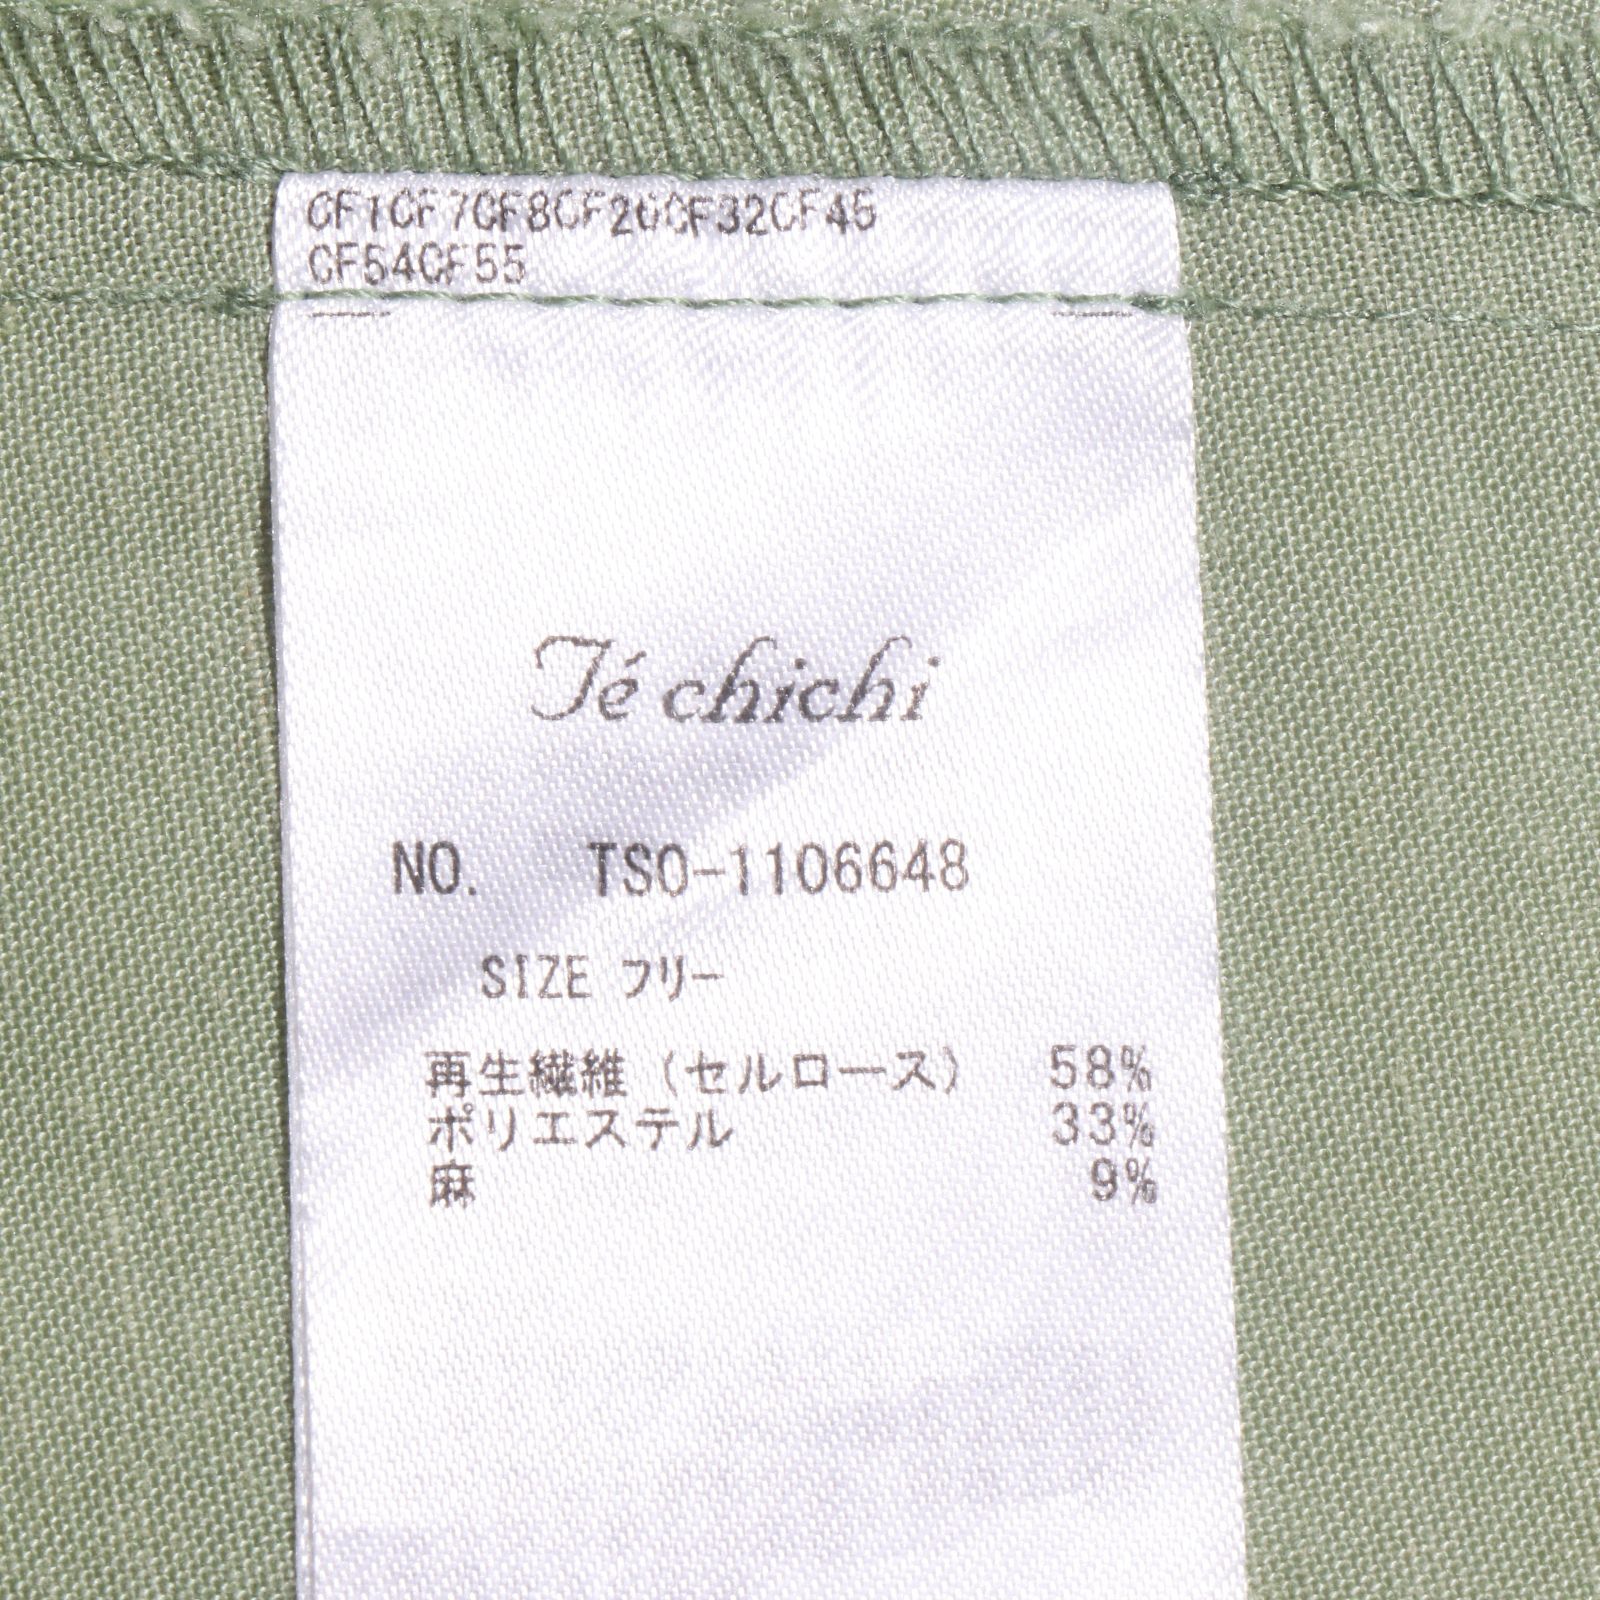 CF1CF7CF8CF20CF32CF45
CF54CF55
Té chichi
NO. TSO-1106648
SIZE フリー
再生繊維(セルロース) 58%
ポリエステル 33%
麻 9%